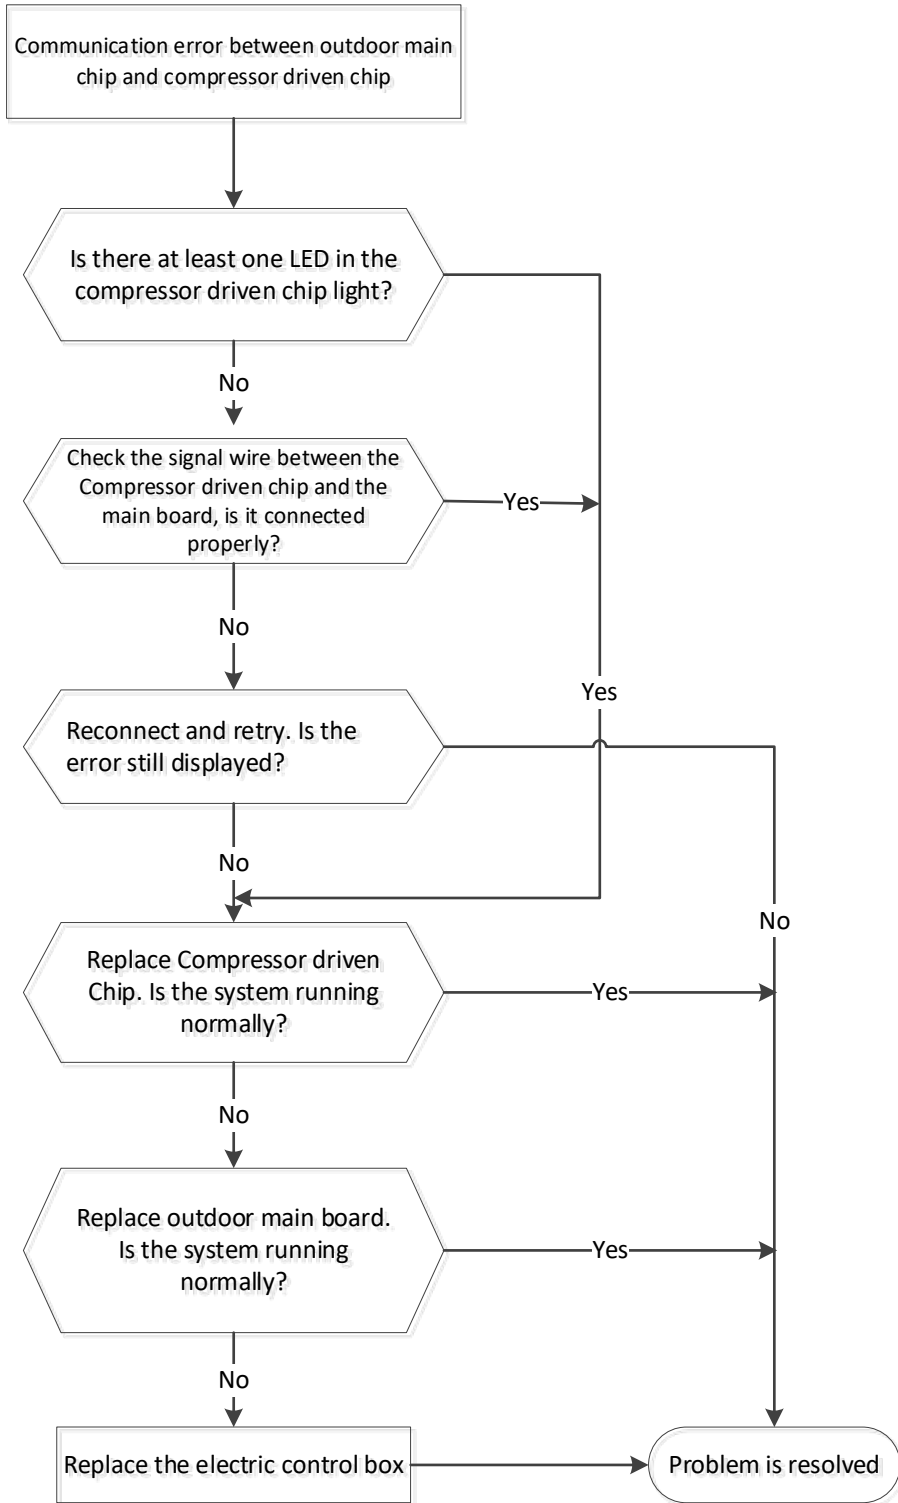 Communication error between outdoor main
chip and compressor driven chip
Is there at least one LED in the
compressor driven chip light?
No
Check the signal wire between the
Compressor driven chip and the
main board, is it connected
properly?
Yes
No
Yes
Reconnect and retry. Is the
error still displayed?
No
No
Replace Compressor driven
Chip. Is the system running
normally?
Yes
No
Replace outdoor main board.
Is the system running
normally?
Yes
No
Replace the electric control box
Problem is resolved